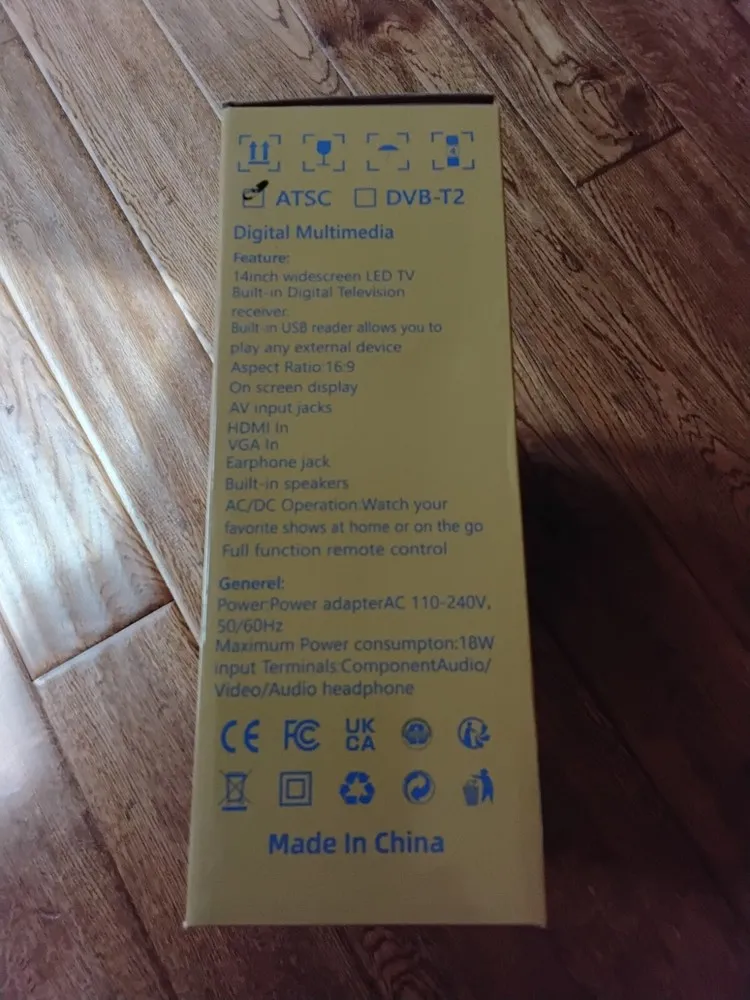 4
ATSC DVB-T2
Digital Multimedia
Feature:
14inch widescreen LED TV
Built-in Digital Television
receiver.
Built-in USB reader allows you to
play any external device
Aspect Ratio:16:9
On screen display
AV input jacks
HDMI In
VGA In
Earphone jack
Built-in speakers
AC/DC Operation:Watch your
favorite shows at home or on the go
Full function remote control
Generel:
Power:Power adapterAC 110-240V,
50/60Hz
Maximum Power consumpton:18W
input Terminals:ComponentAudio/
Video/Audio headphone
CE FC UK
CA
Made In China